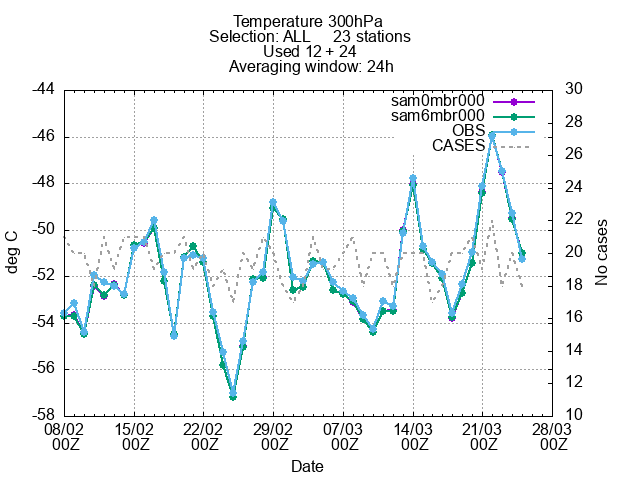 Temperature 300hPa
Selection: ALL 23 stations
Used 12 + 24
Averaging window: 24h
-44
-46
-48
-50
-52
-54
-56
-58
deg C
30
28
26
24
22
20
18
16
14
12
10
No cases
sam0mbr000
sam6mbr000
OBS
CASES
08/02 15/02 22/02 29/02 07/03 14/03 21/03 28/03
00Z 00Z 00Z 00Z 00Z 00Z 00Z 00Z
Date